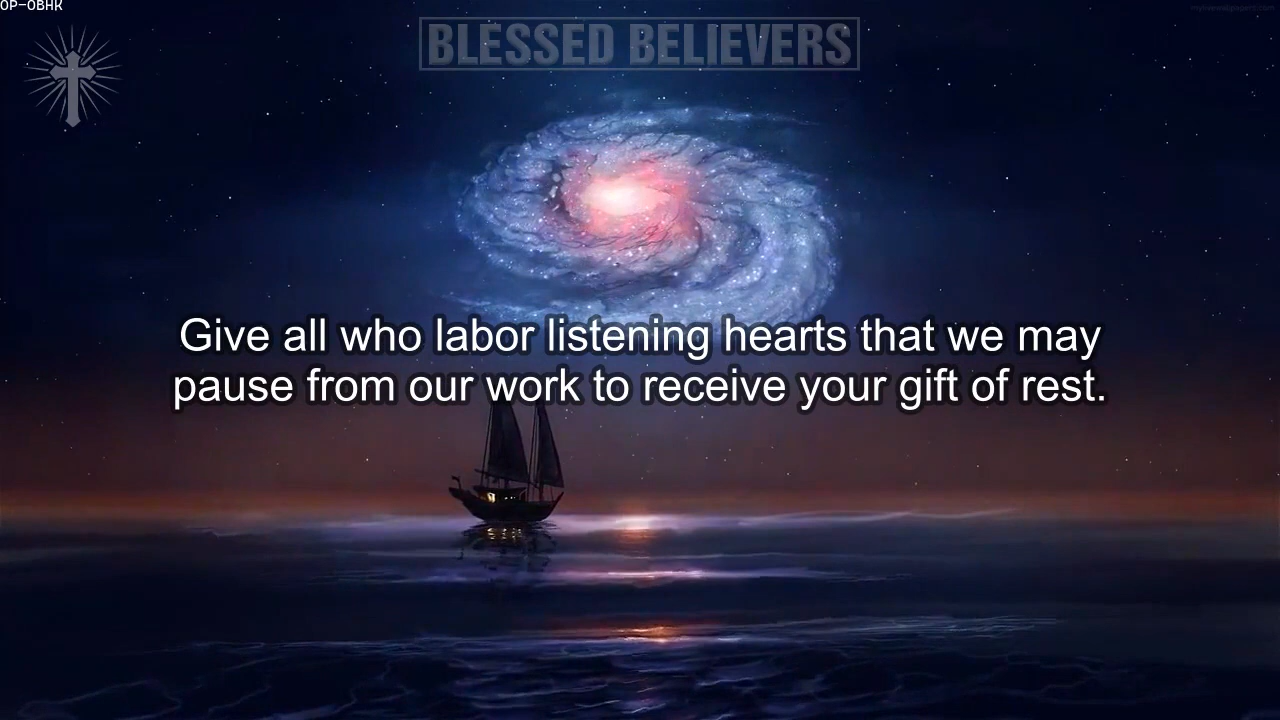 OP-OBHK
BLESSED BELIEVERS
Give all who labor listening hearts that we may
pause from our work to receive your gift of rest.